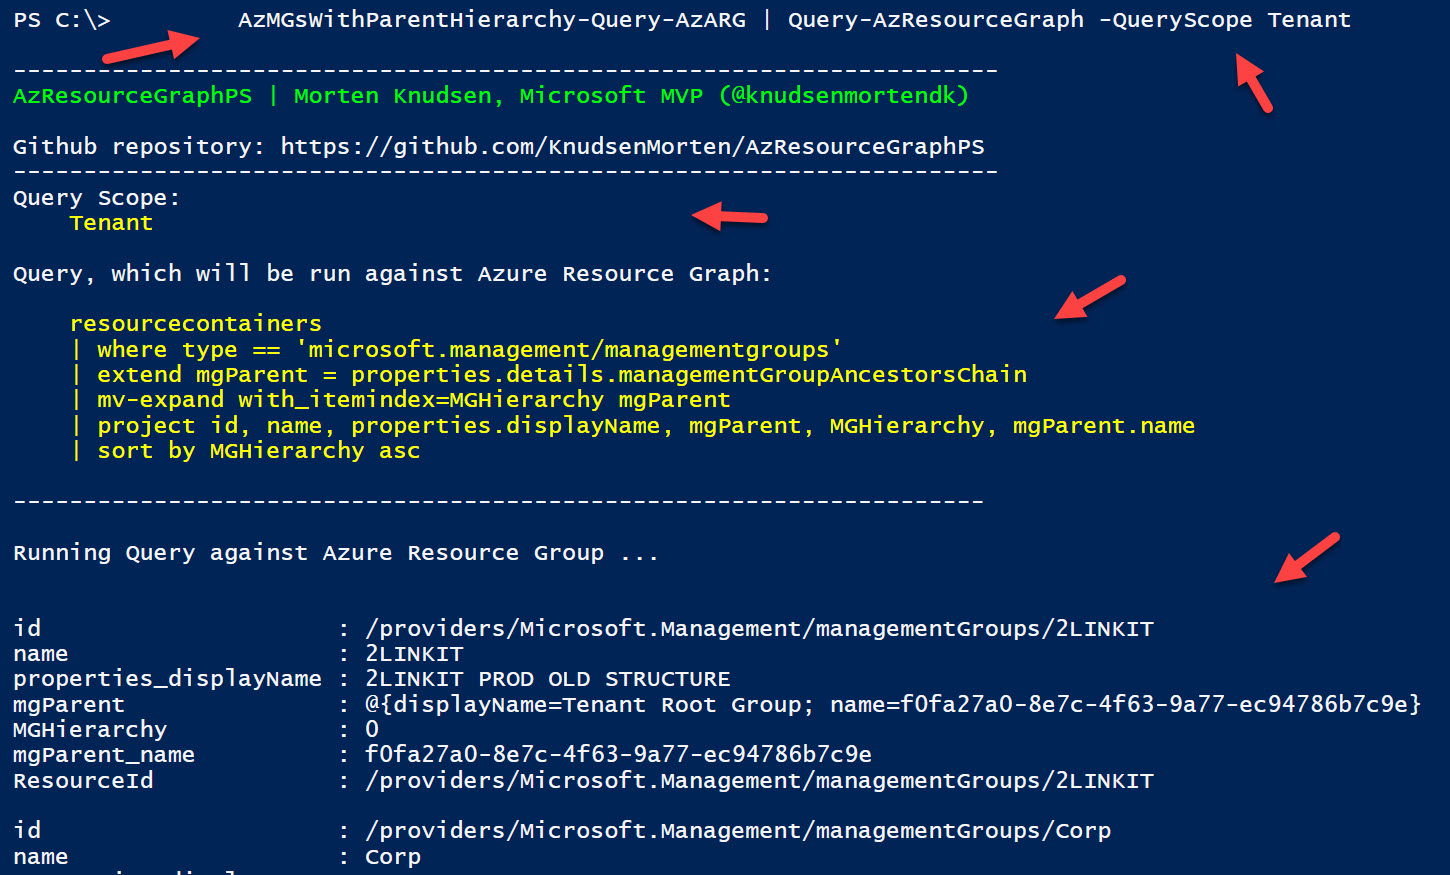 PS C:\>         AzMGsWithParentHierarchy-Query-AzARG | Query-AzResourceGraph -QueryScope Tenant
----------------------------------------------------------------------
AzResourceGraphPS | Morten Knudsen, Microsoft MVP (@knudsenmortendk)
Github repository: https://github.com/KnudsenMorten/AzResourceGraphPS
----------------------------------------------------------------------
Query Scope:
    Tenant
Query, which will be run against Azure Resource Graph:
    resourcecontainers
    | where type == 'microsoft.management/managementgroups'
    | extend mgParent = properties.details.managementGroupAncestorsChain
    | mv-expand with_itemindex=MGHierarchy mgParent
    | project id, name, properties.displayName, mgParent, MGHierarchy, mgParent.name
    | sort by MGHierarchy asc
---------------------------------------------------------------------
Running Query against Azure Resource Group ...
id                     : /providers/Microsoft.Management/managementGroups/2LINKIT
name                   : 2LINKIT
properties_displayName : 2LINKIT PROD OLD STRUCTURE
mgParent               : @{displayName=Tenant Root Group; name=f0fa27a0-8e7c-4f63-9a77-ec94786b7c9e}
MGHierarchy            : 0
mgParent_name          : f0fa27a0-8e7c-4f63-9a77-ec94786b7c9e
ResourceId             : /providers/Microsoft.Management/managementGroups/2LINKIT
id                     : /providers/Microsoft.Management/managementGroups/Corp
name                   : Corp